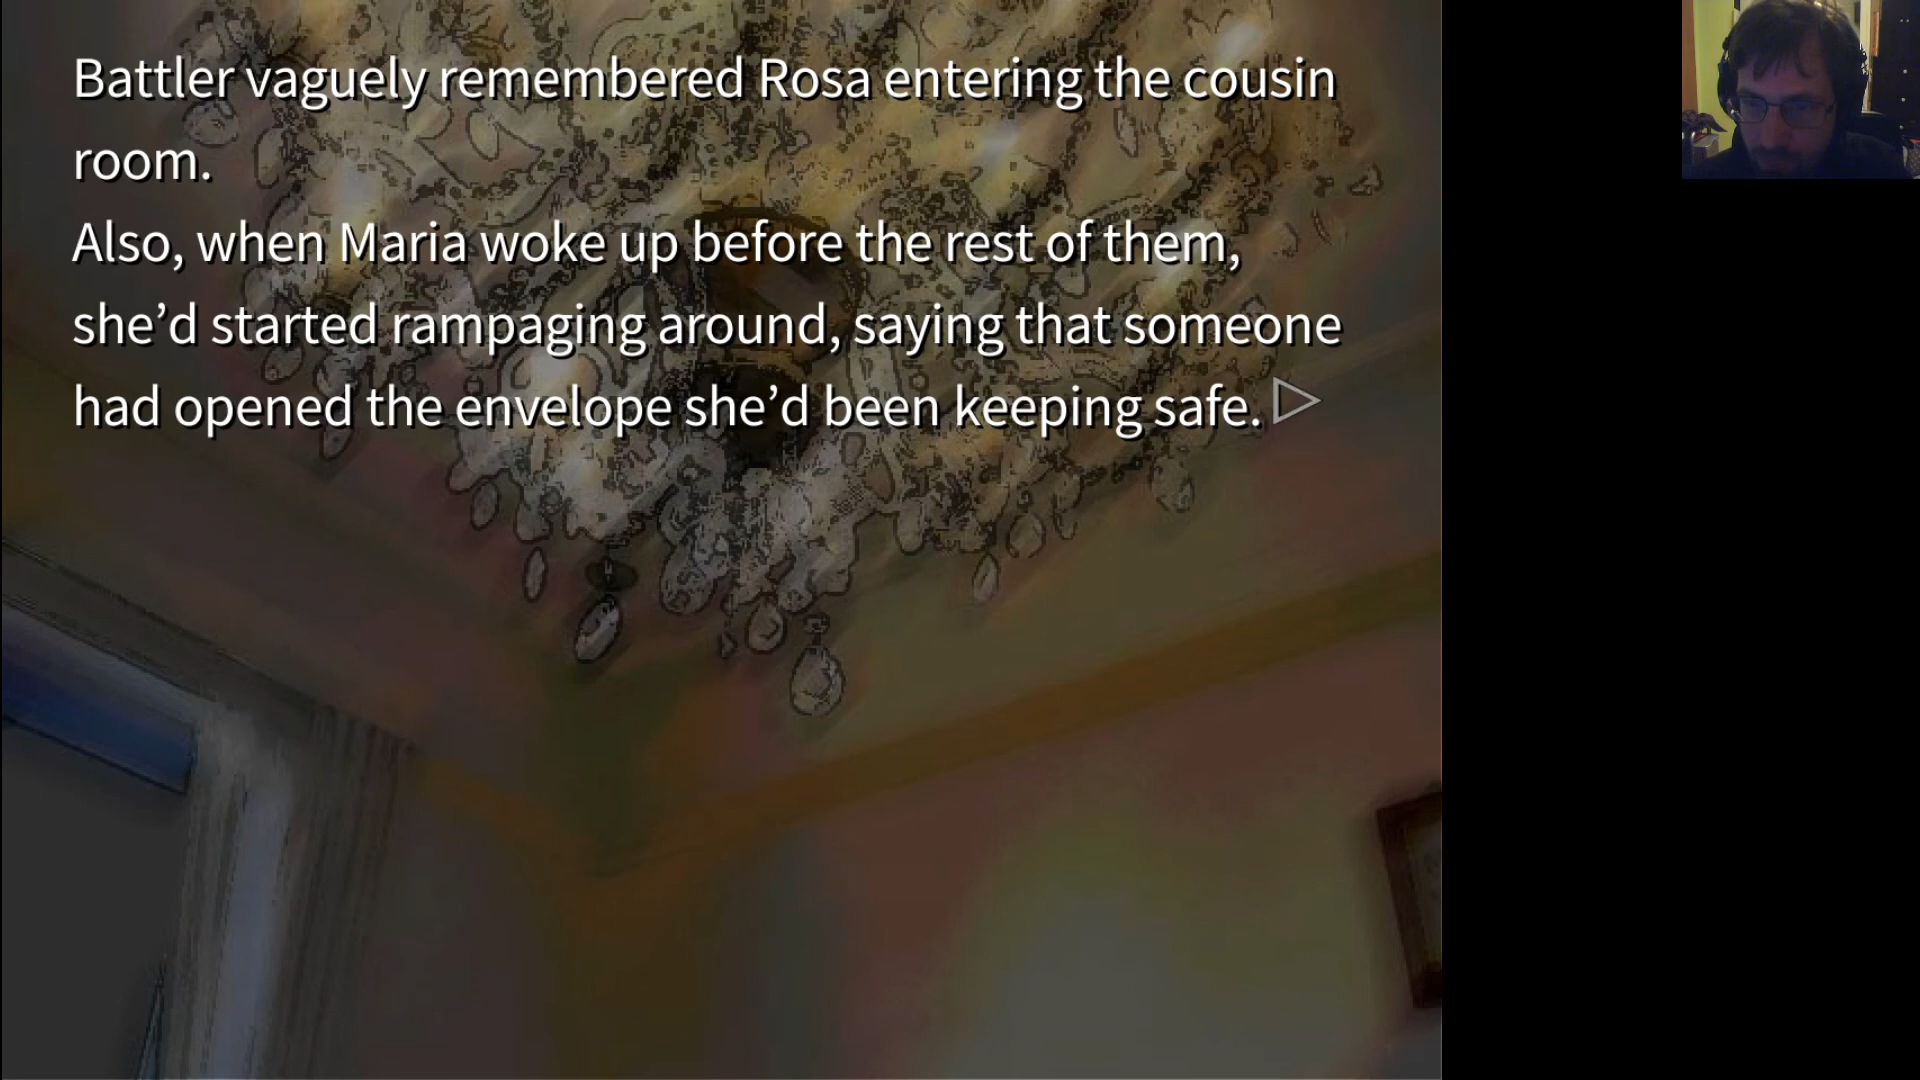 Battler vaguely remembered Rosa entering the cousin
room.
Also, when Maria woke up before the rest of them,
she’d started rampaging around, saying that someone
had opened the envelope she’d been keeping safe.